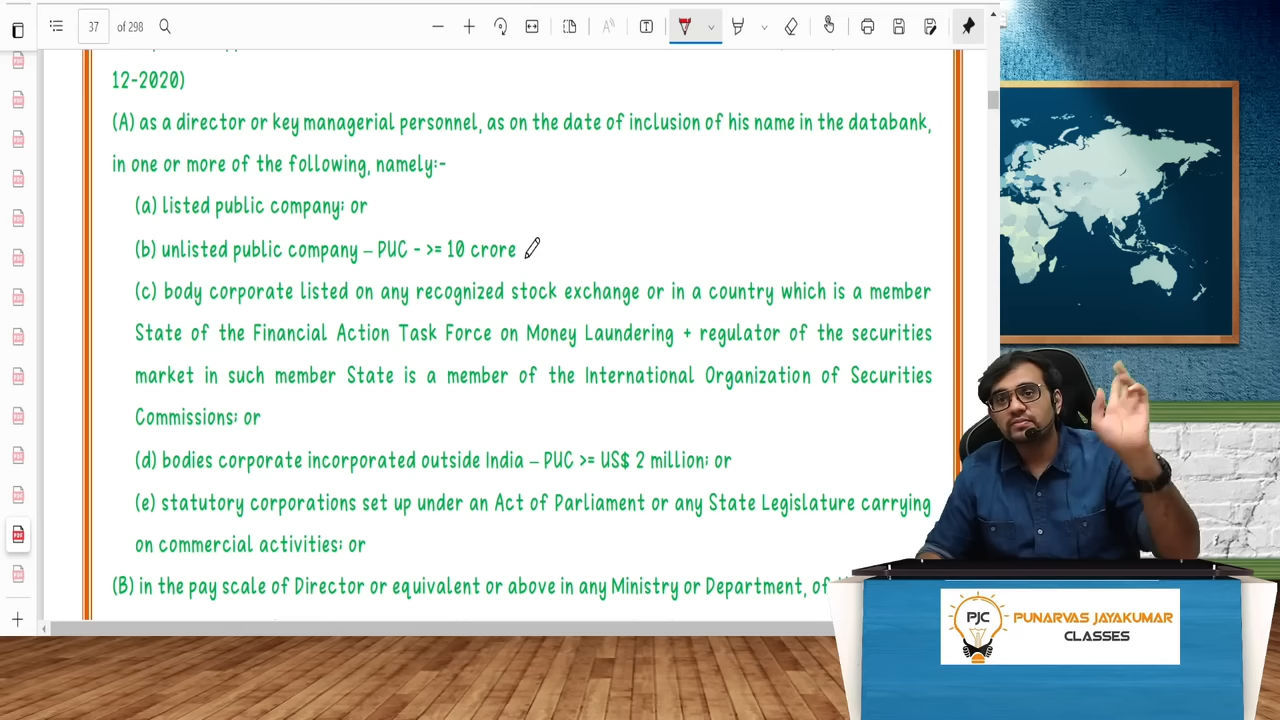 37
of 298
12-2020)
(A) as a director or key managerial personnel, as on the date of inclusion of his name in the databank,
in one or more of the following, namely:-
(a) listed public company; or
(b) unlisted public company – PUC - >= 10 crore
(c) body corporate listed on any recognized stock exchange or in a country which is a member
State of the Financial Action Task Force on Money Laundering + regulator of the securities
market in such member State is a member of the International Organization of Securities
Commissions; or
(d) bodies corporate incorporated outside India – PUC >= US$ 2 million; or
(e) statutory corporations set up under an Act of Parliament or any State Legislature carrying
on commercial activities; or
(B) in the pay scale of Director or equivalent or above in any Ministry or Department, of
PJC
PUNARVAS JAYAKUMAR
CLASSES